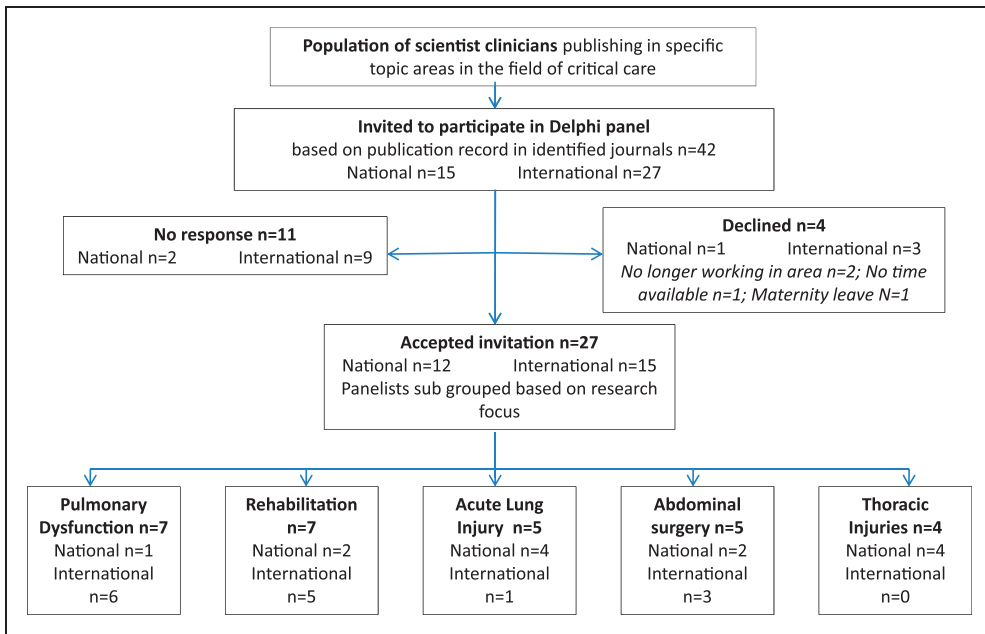 Population of scientist clinicians publishing in specific
topic areas in the field of critical care
Invited to participate in Delphi panel
based on publication record in identified journals n=42
National n=15 International n=27
No response n=11
National n=2 International n=9
Declined n=4
National n=1 International n=3
No longer working in area n=2; No time
available n=1; Maternity leave N=1
Accepted invitation n=27
National n=12 International n=15
Panelists sub grouped based on research
focus
Pulmonary
Dysfunction n=7
National n=1
International
n=6
Rehabilitation
n=7
National n=2
International
n=5
Acute Lung
Injury n=5
National n=4
International
n=1
Abdominal
surgery n=5
National n=2
International
n=3
Thoracic
Injuries n=4
National n=4
International
n=0